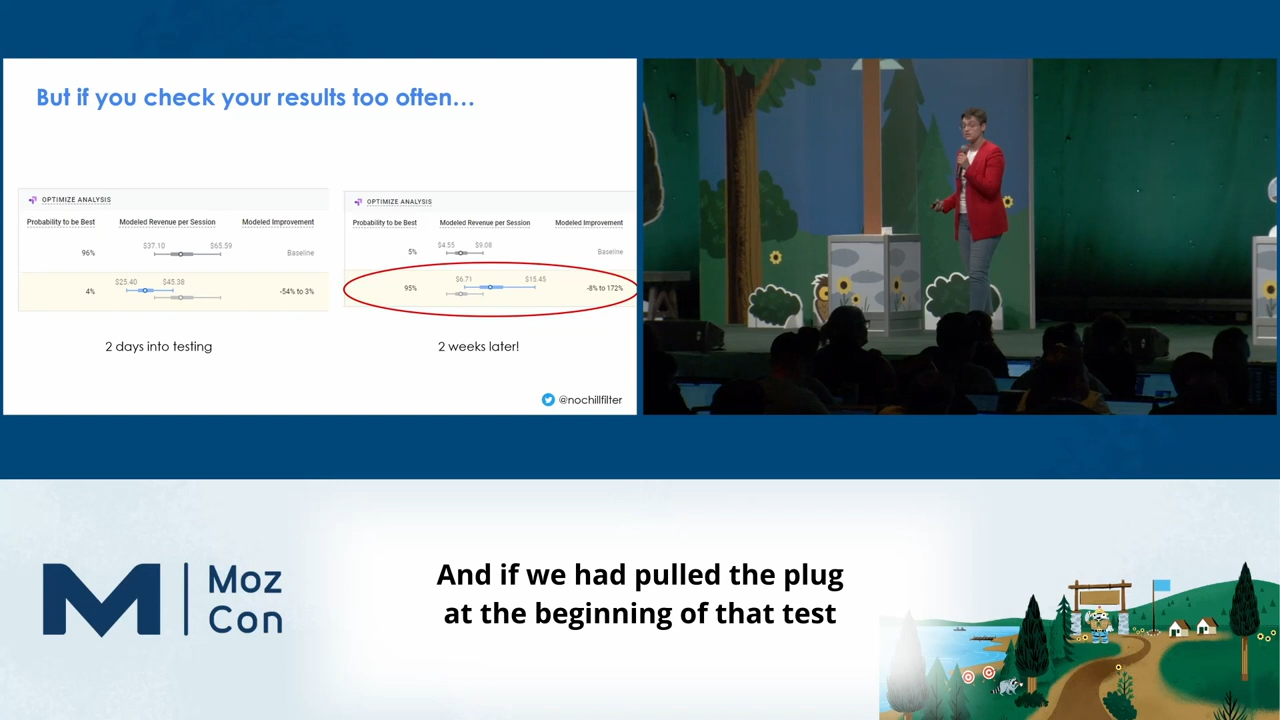 But if you check your results too often...
OPTIMIZE ANALYSIS
Probability to be Best Modeled Revenue per Session Modeled Improvement
96% $37.10 $65.59 Baseline
4% $25.40 $45.38 -54% to 3%
2 days into testing
OPTIMIZE ANALYSIS
Probability to be Best Modeled Revenue per Session Modeled Improvement
5% $4.55 $9.08 Baseline
95% $6.71 $15.45 -8% to 172%
2 weeks later!
@nochillfilter
M Moz
Con
And if we had pulled the plug
at the beginning of that test